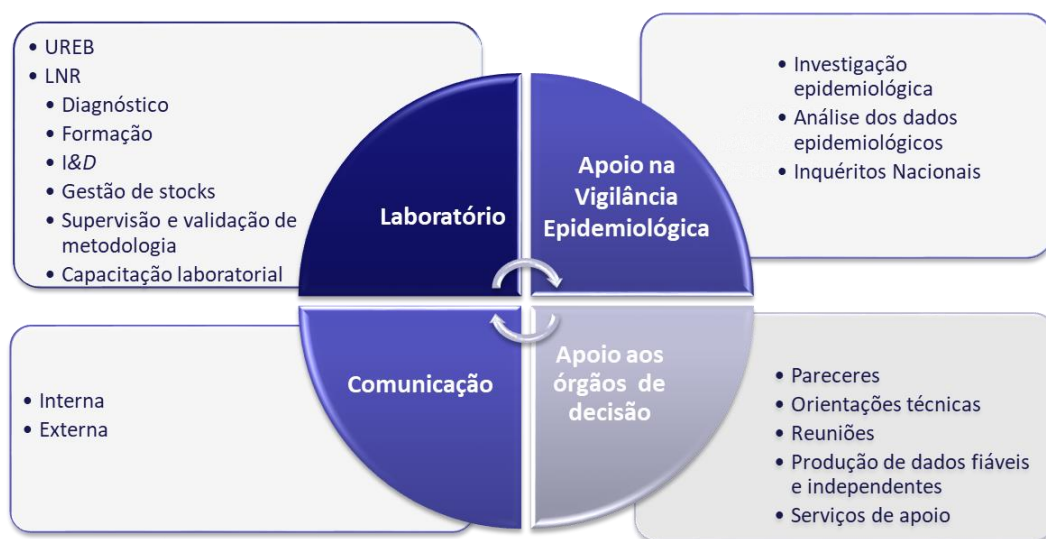 • UREB
• LNR
• Diagnóstico
• Formação
• I&D
• Gestão de stocks
• Supervisão e validação de
metodologia
• Capacitação laboratorial
Laboratório
Apoio na
Vigilância
Epidemiológica
• Investigação
epidemiológica
• Análise dos dados
epidemiológicos
• Inquéritos Nacionais
• Interna
• Externa
Comunicação
Apoio aos
órgãos de
decisão
• Pareceres
• Orientações técnicas
• Reuniões
• Produção de dados fiáveis
e independentes
• Serviços de apoio